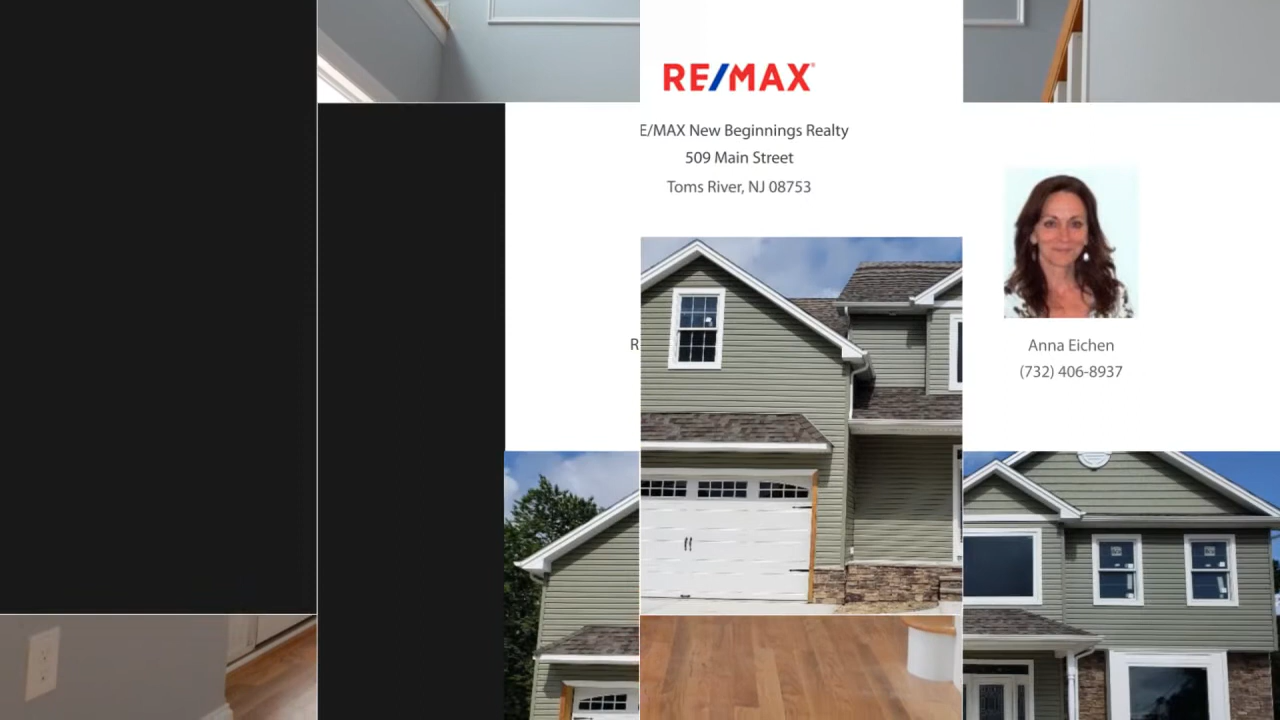 RE/MAX
E/MAX New Beginnings Realty
509 Main Street
Toms River, NJ 08753
R
Anna Eichen
(732) 406-8937